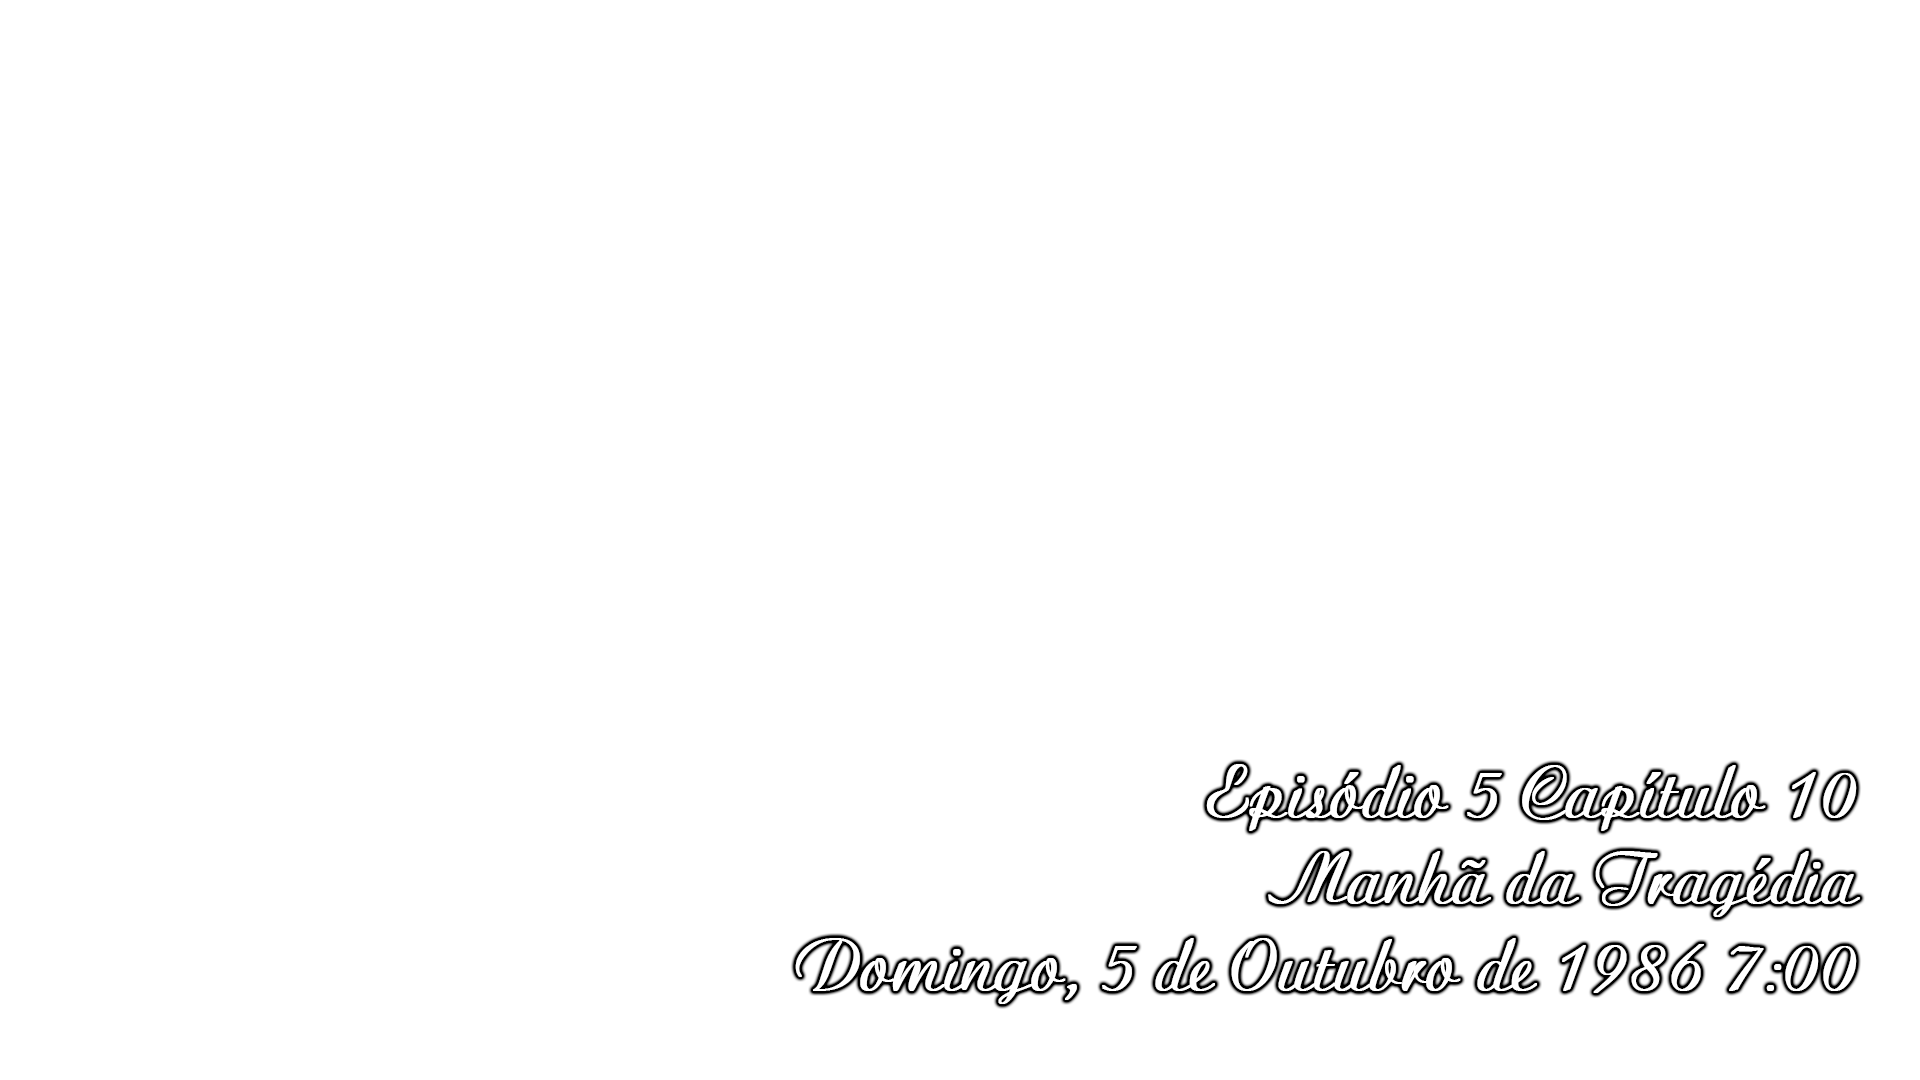 Episódio 5 Capítulo 10
Manhã da Tragédia
Domingo, 5 de Outubro de 1986 7:00